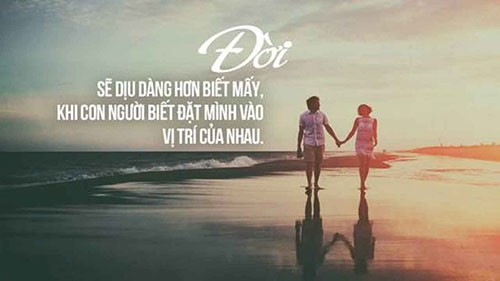 Đời
SẼ DỊU DÀNG HƠN BIẾT MẤY,
KHI CON NGƯỜI BIẾT ĐẶT MÌNH VÀO
VỊ TRÍ CỦA NHAU.